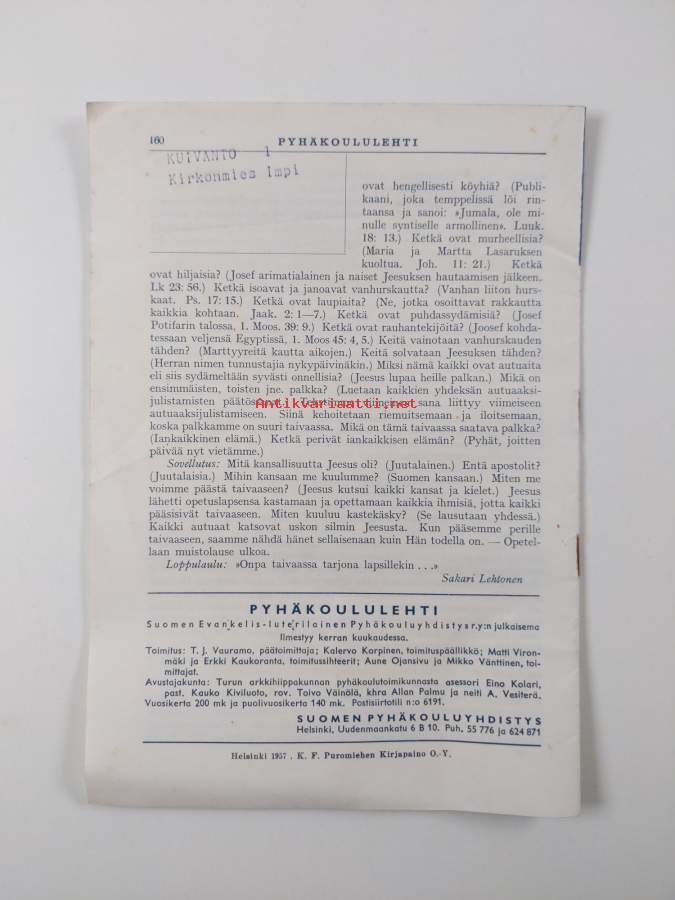 160 PYHÄKOULULEHTI
KUIVANTO 1
Kirkonmies Impi
ovat hengellisesti köyhiä? (Publi-
kaani, joka temppelissä löi rin-
taansa ja sanoi: »Jumala, ole mi-
nulle syntiselle armollinen». Luuk.
18: 13.) Ketkä ovat murheellisia?
(Maria ja Martta Lasaruksen
kuoltua. Joh. 11: 21.) Ketkä
ovat hiljaisia? (Josef arimatialainen ja naiset Jeesuksen hautaamisen jälkeen.
Lk 23: 56.) Ketkä isoavat ja janoavat vanhurskautta? (Vanhan liiton hurs-
kaat. Ps. 17: 15.) Ketkä ovat laupiaita? (Ne, jotka osoittavat rakkautta
kaikkia kohtaan. Jaak. 2: 1—7.) Ketkä ovat puhdassydämisiä? (Josef
Potifarin talossa, 1. Moos. 39: 9.) Ketkä ovat rauhantekijöitä? (Joosef kohda-
tessaan veljensä Egyptissä, 1. Moos 45: 4, 5.) Keitä vainotaan vanhurskauden
tähden? (Marttyyreitä kautta aikojen.) Keitä solvataan Jeesuksen tähden?
(Herran nimen tunnustajia nykypäivinäkin.) Miksi nämä kaikki ovat autuaita
eli siis sydämeltään syvästi onnellisia? (Jeesus lupaa heille palkan.) Mikä on
ensimmäisten, toisten jne. palkka? (Luetaan kaikkien yhdeksän autuaaksi-
julistamisten päätösosat.) sana liittyy viimeiseen
Antikvariaatti.net
autuaaksijulistamiseen. Siinä kehoitetaan riemuitsemaan ja iloitsemaan,
koska palkkamme on suuri taivaassa. Mikä on tämä taivaassa saatava palkka?
(Iankaikkinen elämä.) Ketkä perivät iankaikkisen elämän? (Pyhät, joitten
päivää nyt vietämme.)
Sovellutus: Mitä kansallisuutta Jeesus oli? (Juutalainen.) Entä apostolit?
(Juutalaisia.) Mihin kansaan me kuulumme? (Suomen kansaan.) Miten me
voimme päästä taivaaseen? (Jeesus kutsui kaikki kansat ja kielet.) Jeesus
lähetti opetuslapsensa kastamaan ja opettamaan kaikkia ihmisiä, jotta kaikki
pääsisivät taivaaseen. Miten kuuluu kastekäsky? (Se lausutaan yhdessä.)
Kaikki autuaat katsovat uskon silmin Jeesusta. Kun pääsemme perille
taivaaseen, saamme nähdä hänet sellaisenaan kuin Hän todella on. — Opetel-
laan muistolause ulkoa.
Loppulaulu: »Onpa taivaassa tarjona lapsillekin . . .»
Sakari Lehtonen
PYHÄKOULULEHTI
Suomen Evankelis-luterilainen Pyhäkouluyhdistys r.y:n julkaisema
Ilmestyy kerran kuukaudessa.
Toimitus: T. J. Vauramo, päätoimittaja; Kalervo Korpinen, toimituspäällikkö; Matti Viron-
mäki ja Erkki Kaukoranta, toimitussihteerit; Aune Ojansivu ja Mikko Vänttinen, toi-
mittajat.
Avustajakunta: Turun arkkihiippakunnan pyhäkoulutoimikunnasta asessori Eino Kolari,
past. Kauko Kiviluoto, rov. Toivo Väinölä, khra Allan Palmu ja neiti A. Vesiterä.
Vuosikerta 200 mk ja puolivuosikerta 140 mk. Postisiirtotili n:o 6191.
SUOMEN PYHÄKOULUYHDISTYS
Helsinki, Uudenmaankatu 6 B 10. Puh. 55 776 ja 624 871
Helsinki 1957 . K. F. Puromiehen Kirjapaino O.-Y.